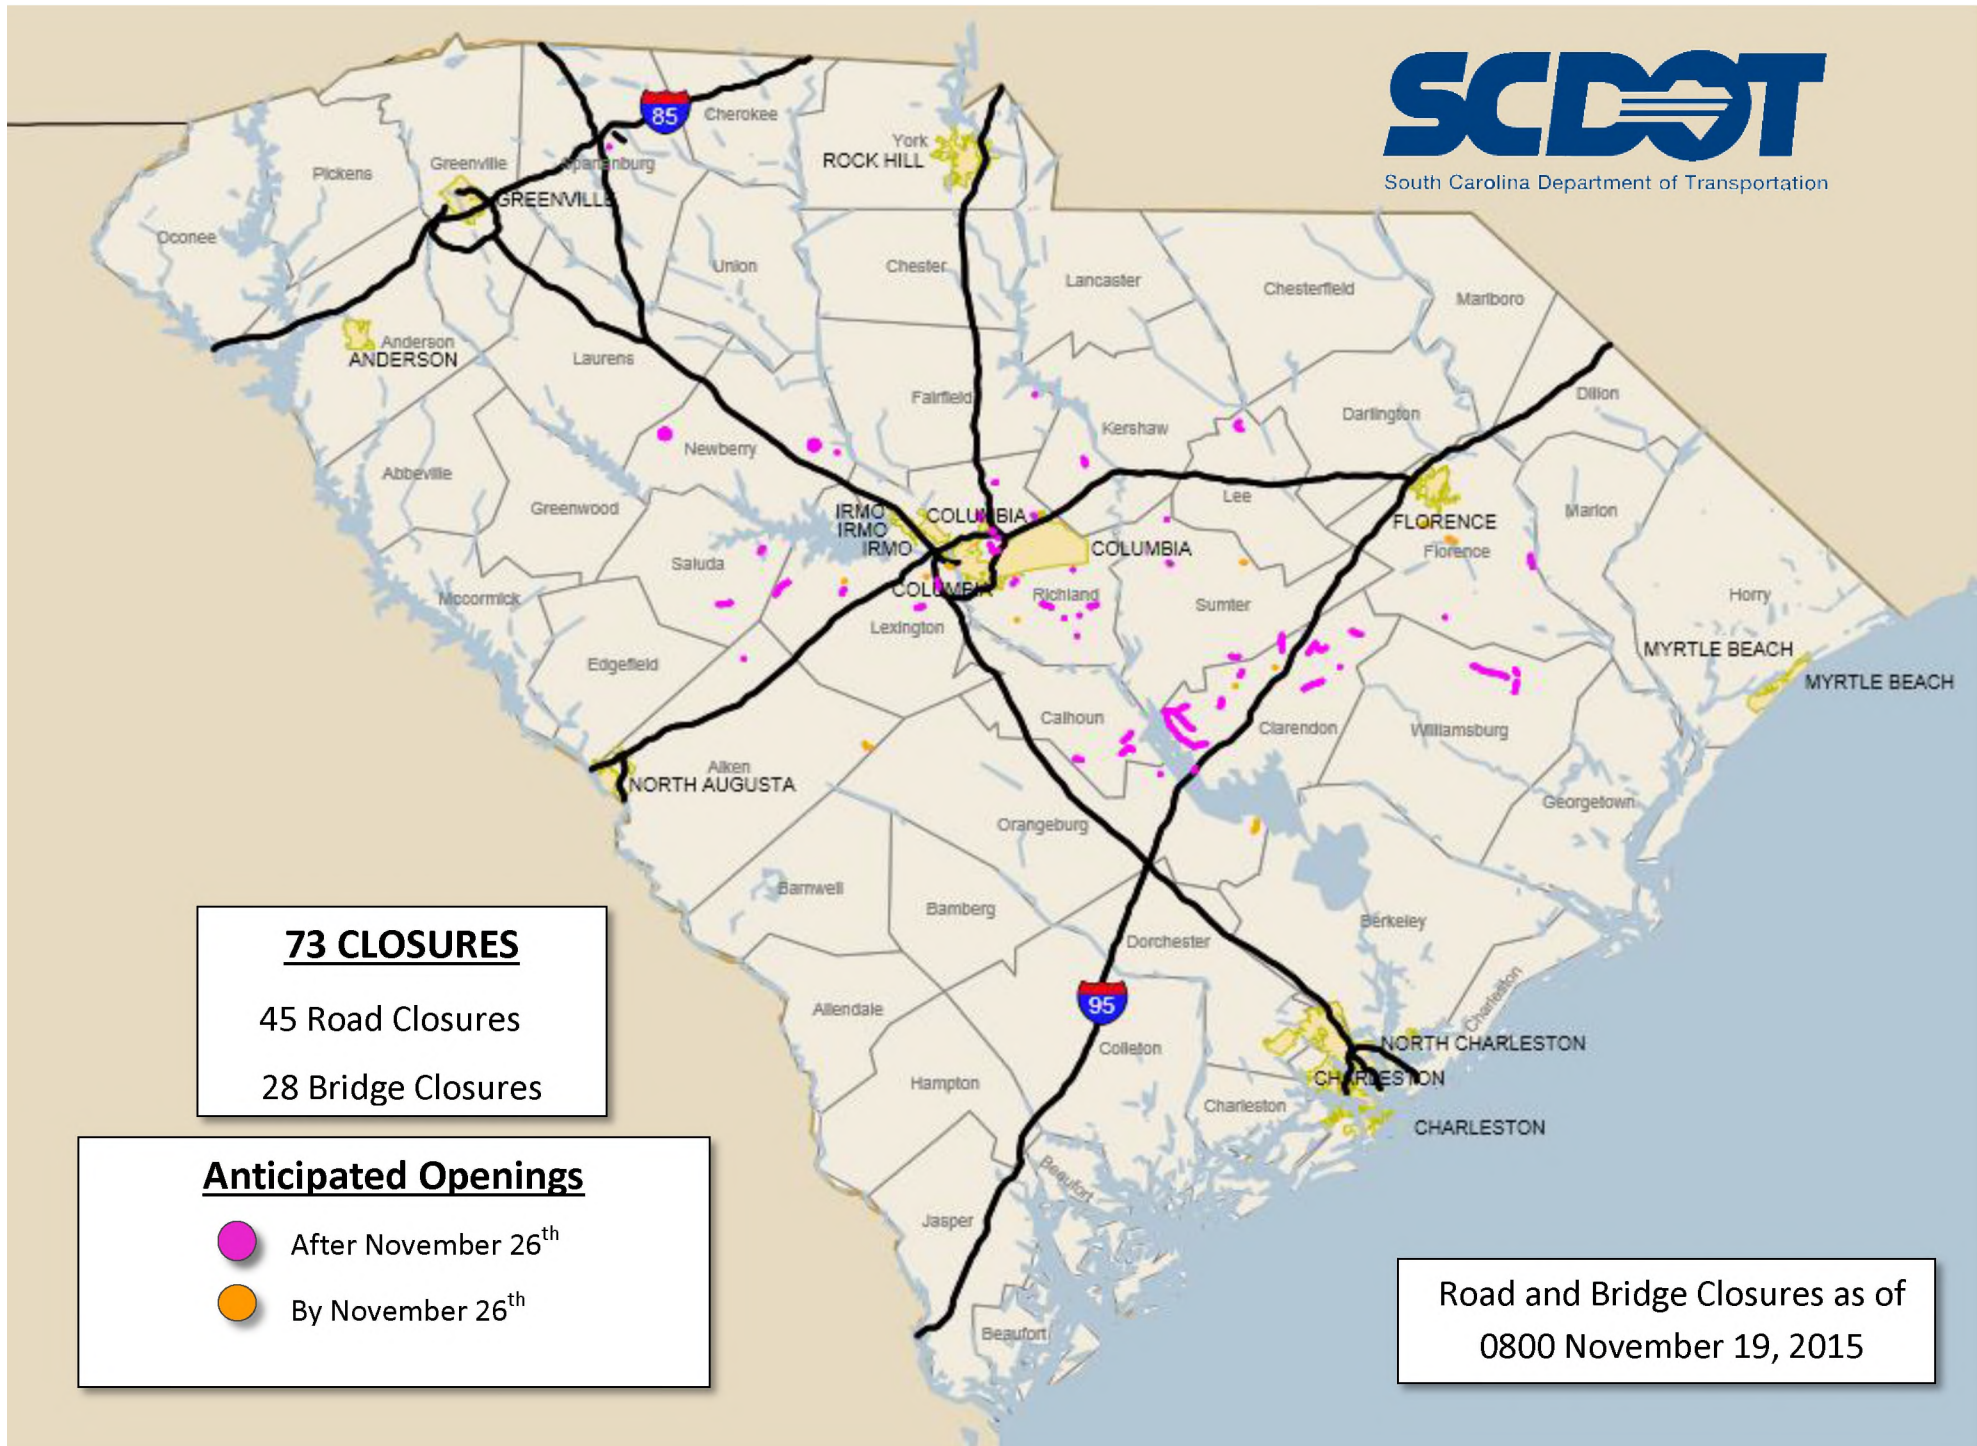 SCDOT
South Carolina Department of Transportation
85
Cherokee
York
ROCK HILL
Pickens
Greenville
Spartanburg
GREENVILLE
Oconee
Union
Chester
Lancaster
Chesterfield
Marlboro
Anderson
ANDERSON
Laurens
Fairfield
Kershaw
Darlington
Dillon
Newberry
Abbeville
Greenwood
Lee
IRMO
IRMO
IRMO
COLUMBIA
COLUMBIA
COLUMBIA
FLORENCE
Florence
Marion
Saluda
Mccormick
Richland
Sumter
Horry
Lexington
Edgefield
MYRTLE BEACH
MYRTLE BEACH
Calhoun
Clarendon
Williamsburg
Aiken
NORTH AUGUSTA
Georgetown
Orangeburg
Barnwell
Bamberg
Berkeley
Dorchester
Charleston
95
Allendale
Colleton
NORTH CHARLESTON
CHARLESTON
Hampton
Charleston
CHARLESTON
Beaufort
Jasper
Beaufort
73 CLOSURES
45 Road Closures
28 Bridge Closures
Anticipated Openings
After November 26th
By November 26th
Road and Bridge Closures as of
0800 November 19, 2015